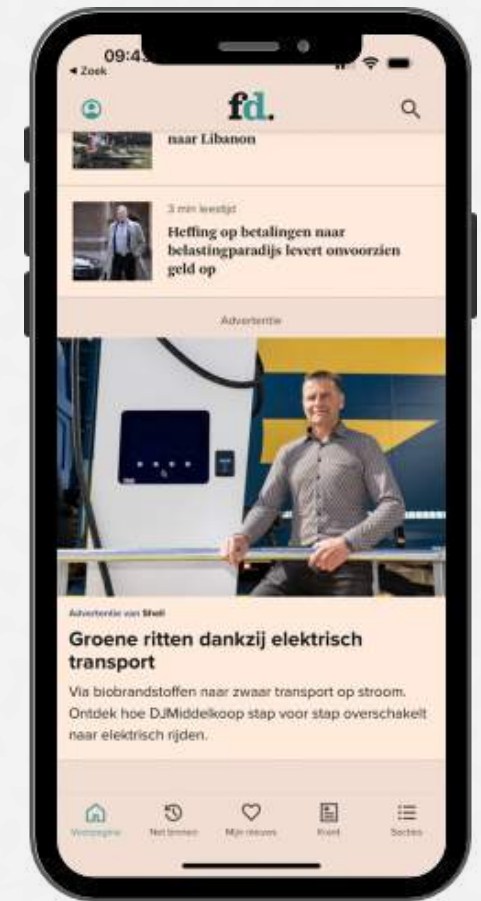 09:4
◄ Zoek
fd.
naar Libanon
3 min leestijd
Heffing op betalingen naar
belastingparadijs levert onvoorzien
geld op
Advertentie
Advertentie van Shell
Groene ritten dankzij elektrisch
transport
Via biobrandstoffen naar zwaar transport op stroom.
Ontdek hoe DJMiddelkoop stap voor stap overschakelt
naar elektrisch rijden.
Voorpagina
Net binnen
Mijn nieuws
Krant
Secties